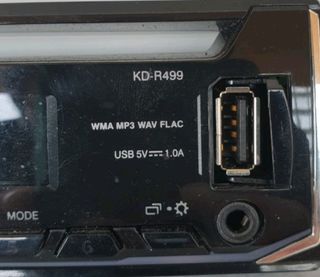 KD-R499
WMA MP3 WAV FLAC
USB 5V⎓1.0A
MODE
6